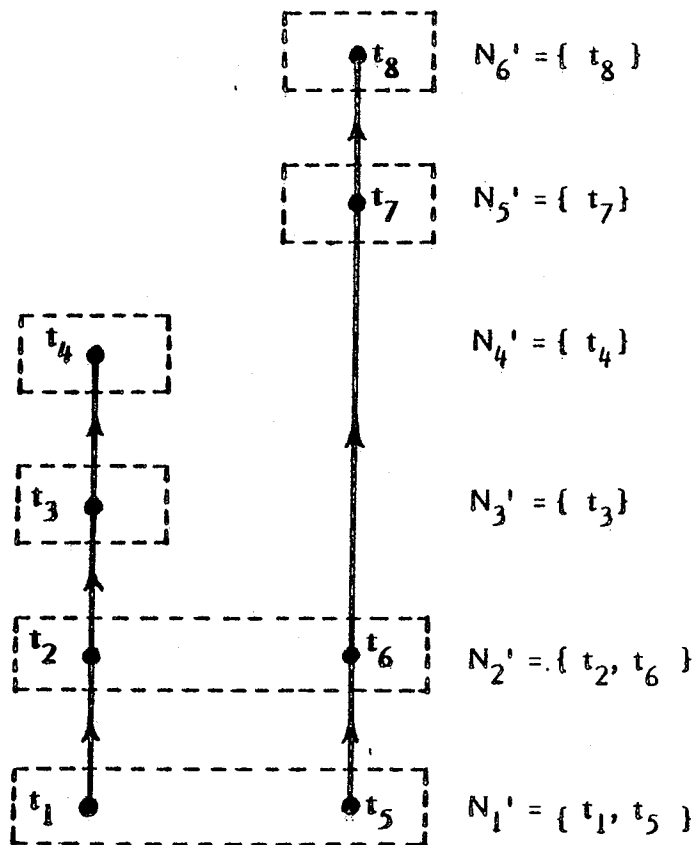 t8 N6' = { t8 }
t7 N5' = { t7 }
t4 N4' = { t4 }
t3 N3' = { t3 }
t2 t6 N2' = { t2, t6 }
t1 t5 N1' = { t1, t5 }